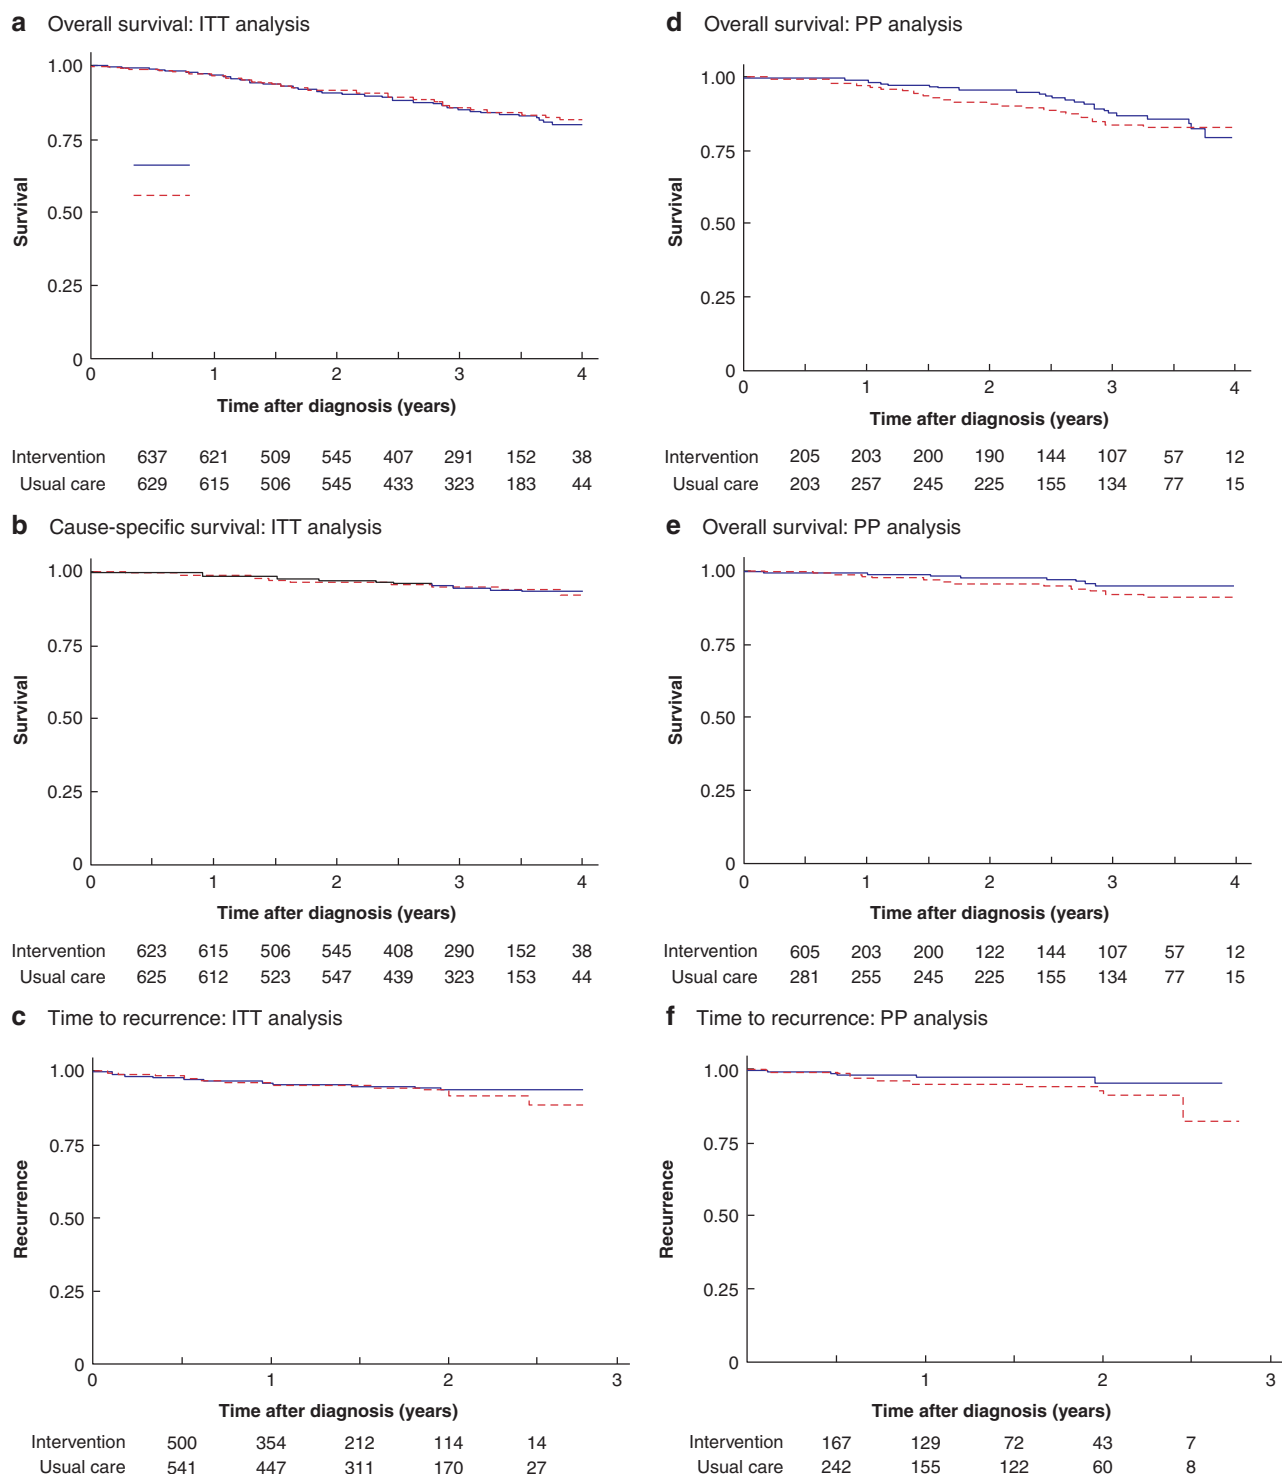 a Overall survival: ITT analysis
1.00
0.75
0.50
0.25
0
Survival
0 1 2 3 4
Time after diagnosis (years)
Intervention 637 621 509 545 407 291 152 38
Usual care 629 615 506 545 433 323 183 44
b Cause-specific survival: ITT analysis
1.00
0.75
0.50
0.25
0
Survival
0 1 2 3 4
Time after diagnosis (years)
Intervention 623 615 506 545 408 290 152 38
Usual care 625 612 523 547 439 323 153 44
c Time to recurrence: ITT analysis
1.00
0.75
0.50
0.25
0
Recurrence
0 1 2 3
Time after diagnosis (years)
Intervention 500 354 212 114 14
Usual care 541 447 311 170 27
d Overall survival: PP analysis
1.00
0.75
0.50
0.25
0
Survival
0 1 2 3 4
Time after diagnosis (years)
Intervention 205 203 200 190 144 107 57 12
Usual care 203 257 245 225 155 134 77 15
e Overall survival: PP analysis
1.00
0.75
0.50
0.25
0
Survival
0 1 2 3 4
Time after diagnosis (years)
Intervention 605 203 200 122 144 107 57 12
Usual care 281 255 245 225 155 134 77 15
f Time to recurrence: PP analysis
1.00
0.75
0.50
0.25
0
Recurrence
1 2 3
Time after diagnosis (years)
Intervention 167 129 72 43 7
Usual care 242 155 122 60 8